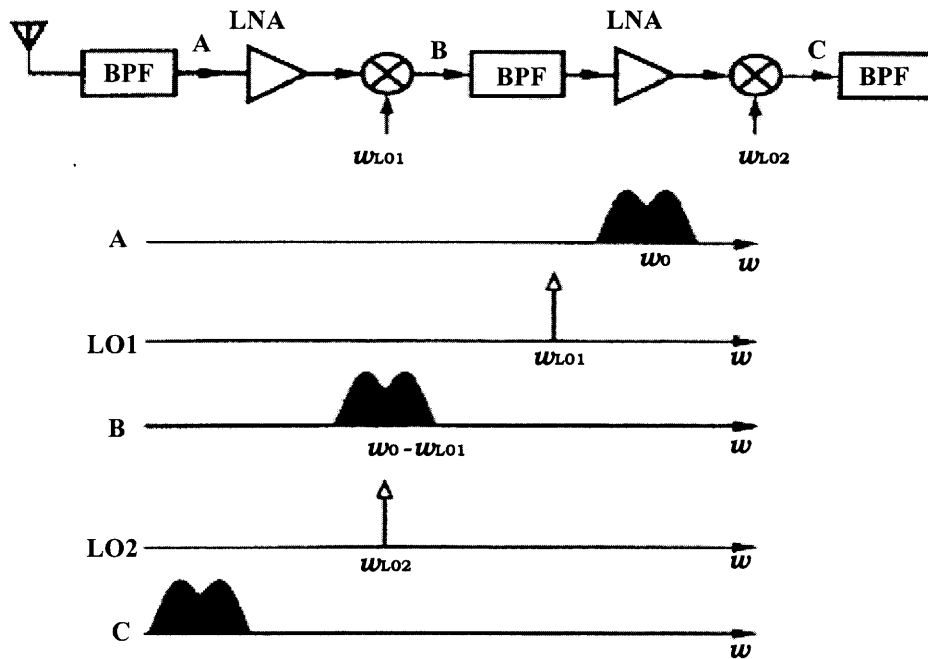 LNA LNA
A B C
BPF BPF BPF
wLO1 wLO2
A w0 w
LO1 wLO1 w
B w0 - wLO1 w
LO2 wLO2 w
C w